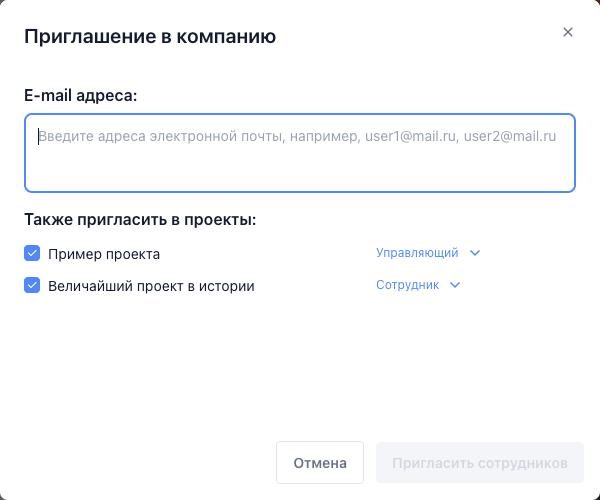 Приглашение в компанию
E-mail адреса:
Введите адреса электронной почты, например, user1@mail.ru, user2@mail.ru
Также пригласить в проекты:
Пример проекта Управляющий
Величайший проект в истории Сотрудник
Отмена Пригласить сотрудников